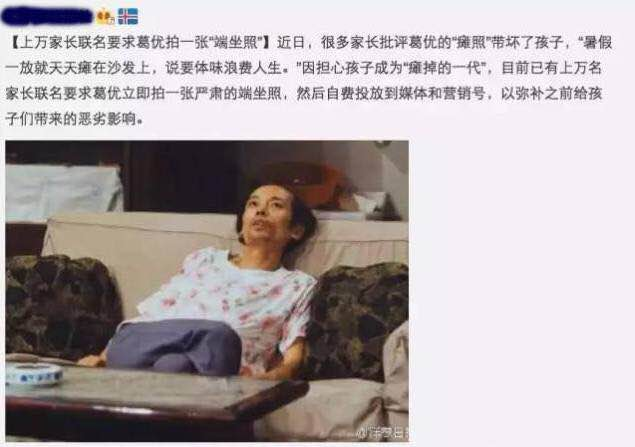 【上万家长联名要求葛优拍一张“端坐照”】近日，很多家长批评葛优的“瘫照”带坏了孩子，“暑假
一放就天天瘫在沙发上，说要体味浪费人生。”因担心孩子成为“瘫掉的一代”，目前已有上万名
家长联名要求葛优立即拍一张严肃的端坐照，然后自费投放到媒体和营销号，以弥补之前给孩
子们带来的恶劣影响。